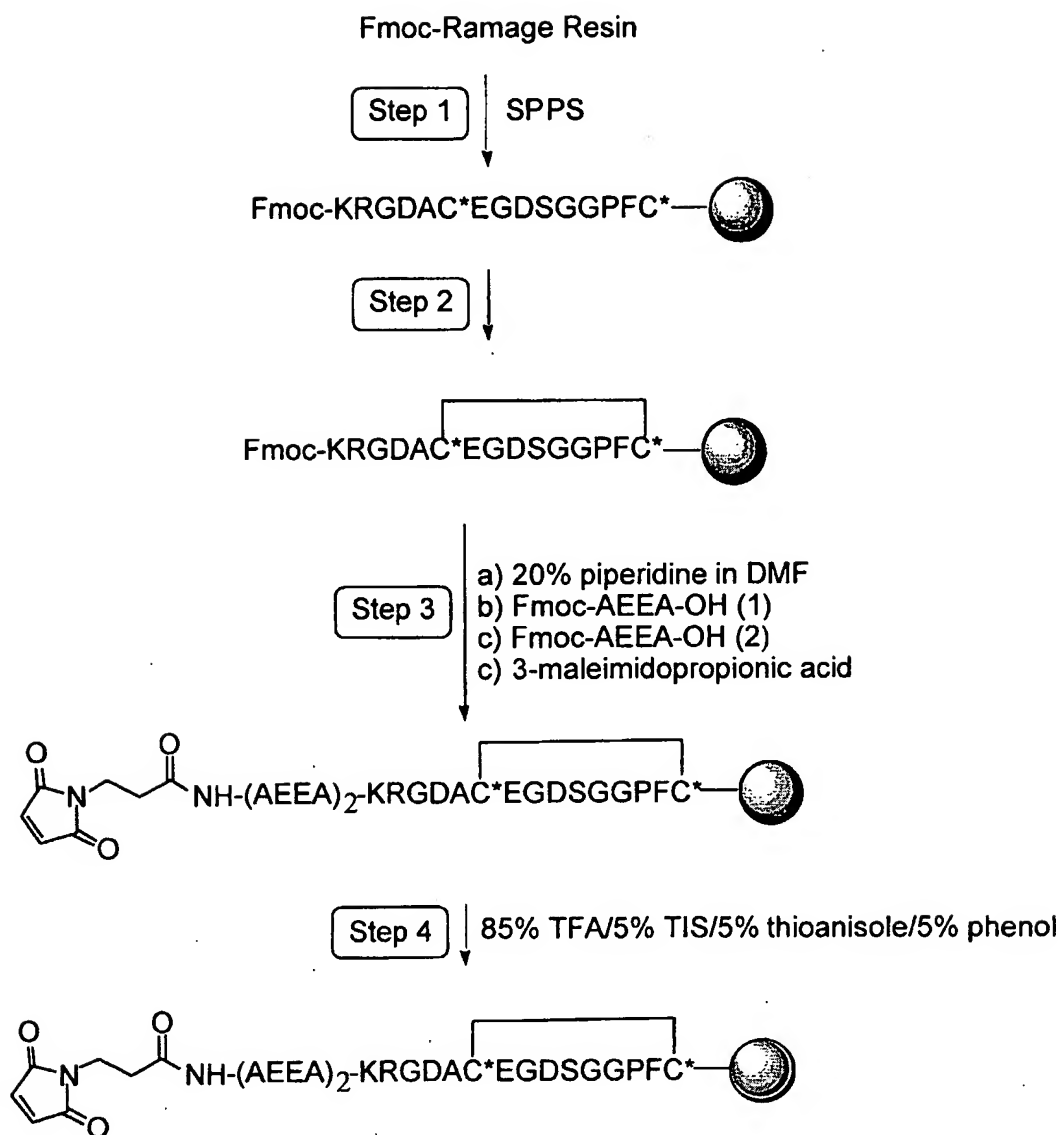 Fmoc-Ramage Resin
Step 1 SPPS
Fmoc-KRGDAC*EGDSGGPFC*
Step 2
Fmoc-KRGDAC*EGDSGGPFC*
Step 3
a) 20% piperidine in DMF
b) Fmoc-AEEA-OH (1)
c) Fmoc-AEEA-OH (2)
c) 3-maleimidopropionic acid
O O
N NH-(AEEA)2-KRGDAC*EGDSGGPFC*
O
Step 4 85% TFA/5% TIS/5% thioanisole/5% phenol
O O
N NH-(AEEA)2-KRGDAC*EGDSGGPFC*
O